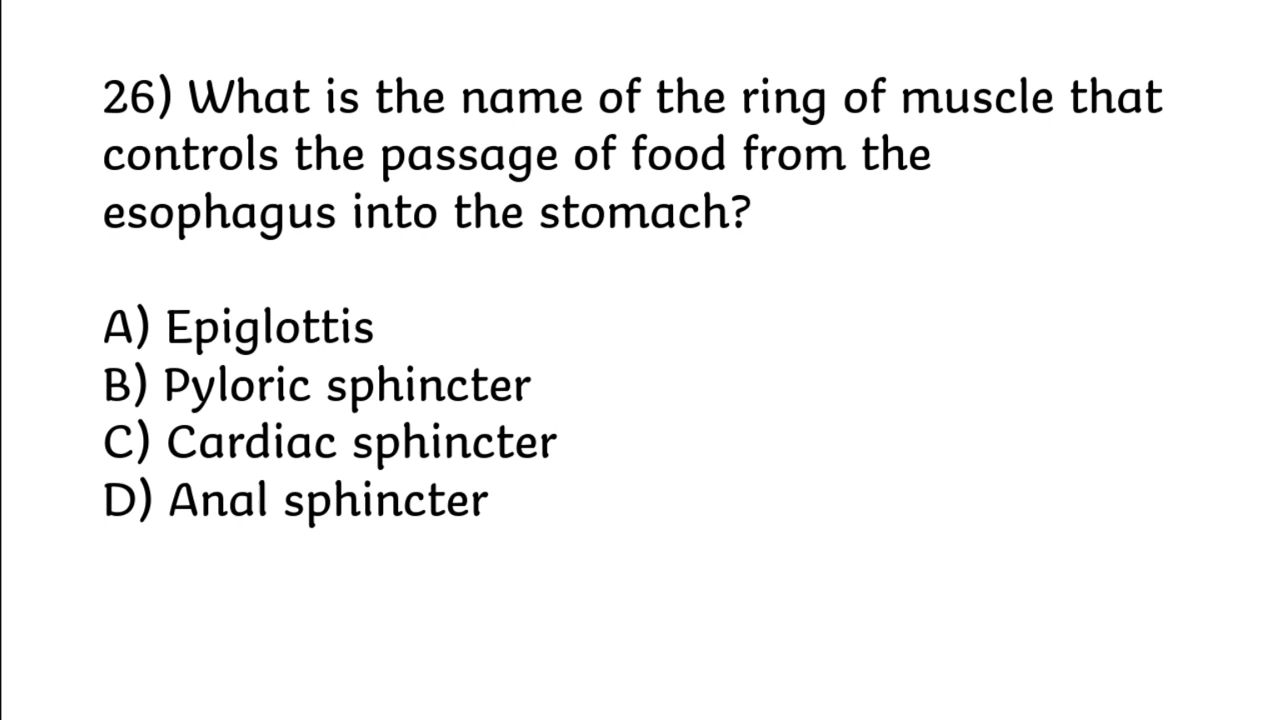 26) What is the name of the ring of muscle that
controls the passage of food from the
esophagus into the stomach?
A) Epiglottis
B) Pyloric sphincter
C) Cardiac sphincter
D) Anal sphincter